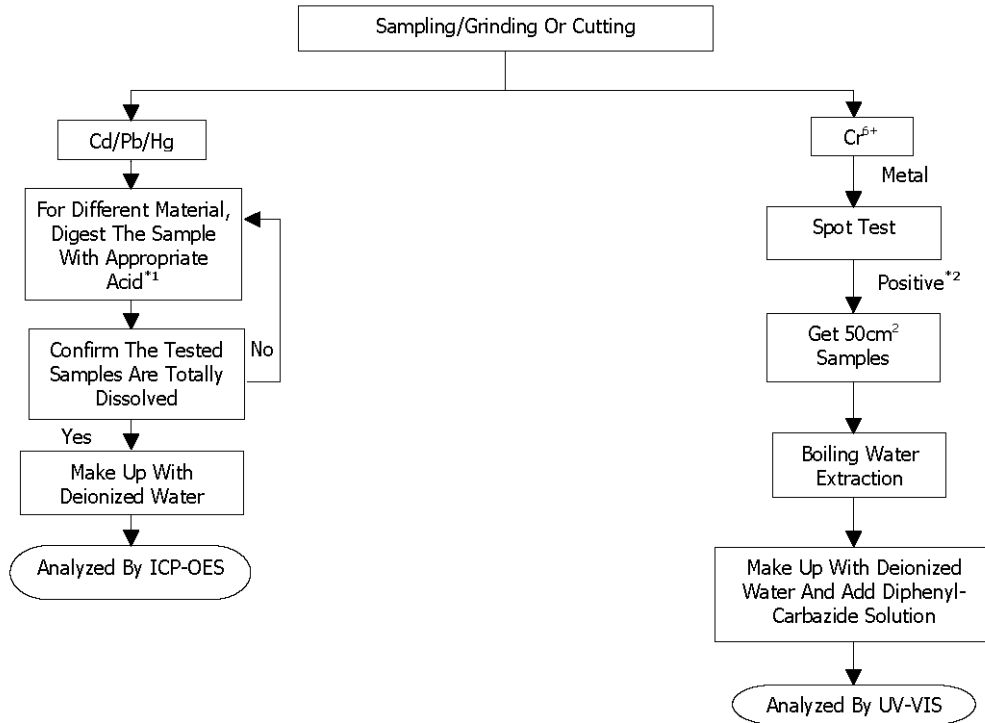 Sampling/Grinding Or Cutting
Cd/Pb/Hg
For Different Material,
Digest The Sample
With Appropriate
Acid*1
Confirm The Tested
Samples Are Totally
Dissolved
No
Yes
Make Up With
Deionized Water
Analyzed By ICP-OES
Cr6+
Metal
Spot Test
Positive*2
Get 50cm2
Samples
Boiling Water
Extraction
Make Up With Deionized
Water And Add Diphenyl-
Carbazide Solution
Analyzed By UV-VIS